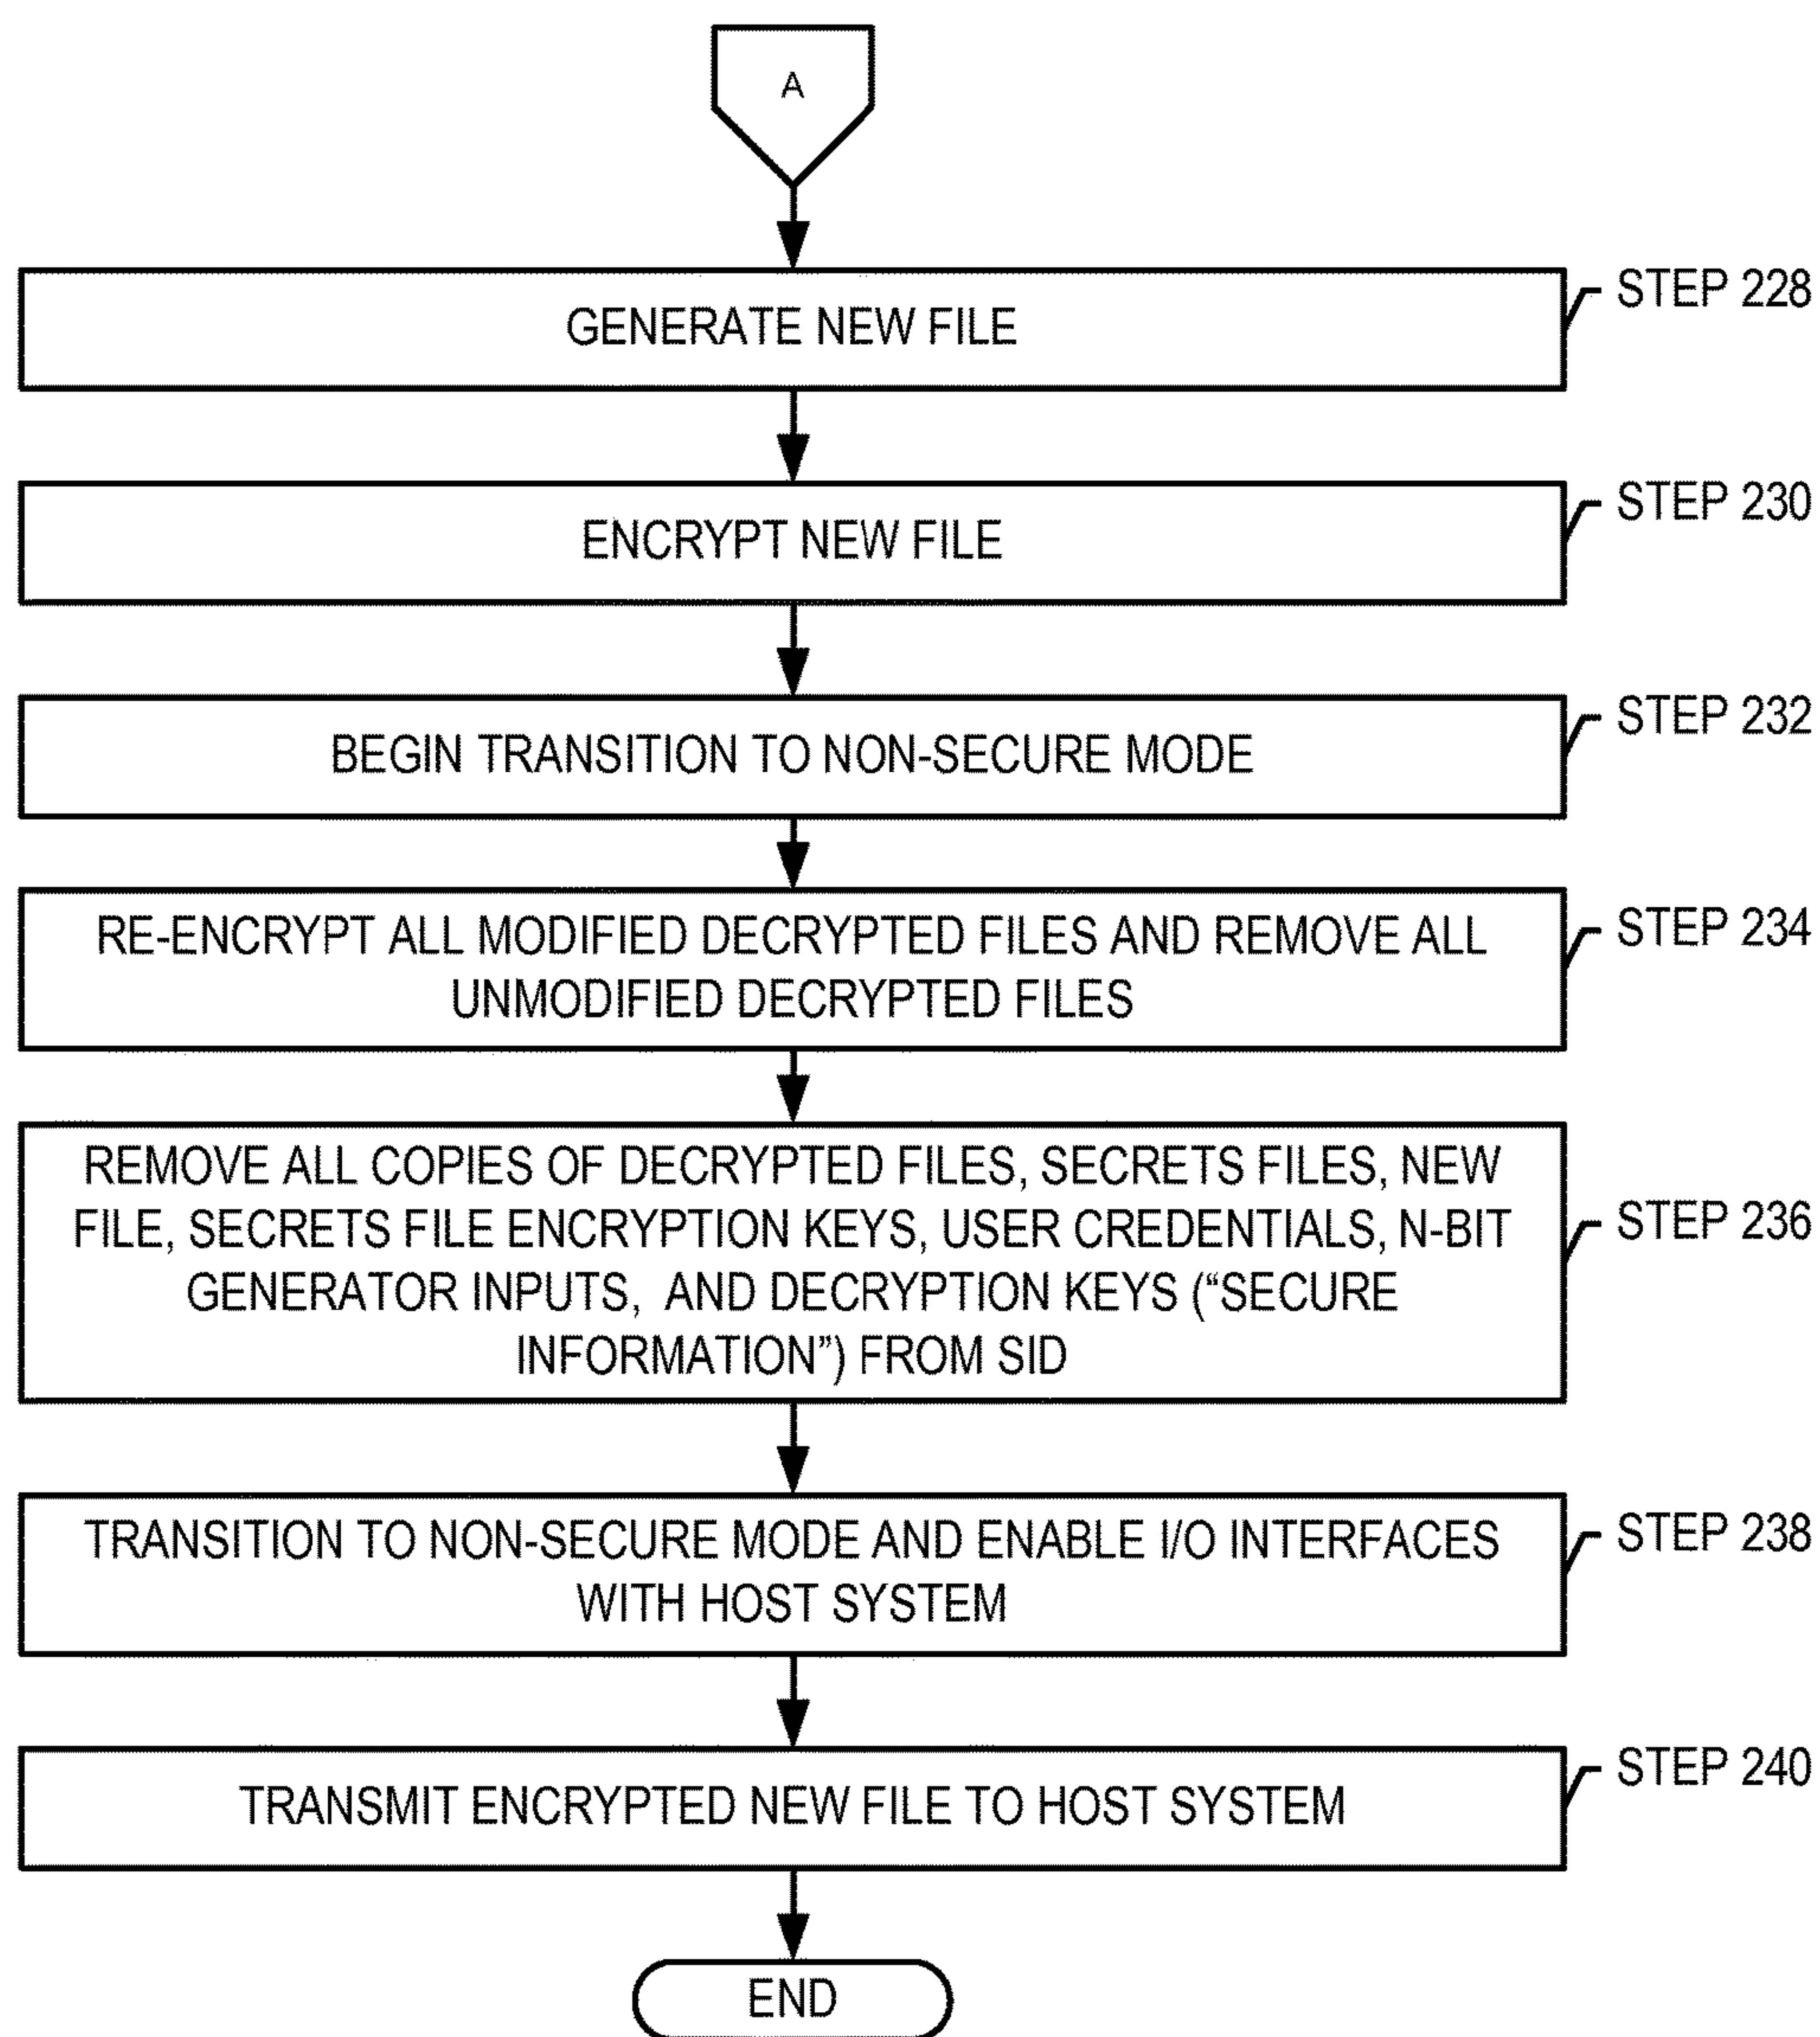 A
GENERATE NEW FILE
STEP 228
ENCRYPT NEW FILE
STEP 230
BEGIN TRANSITION TO NON-SECURE MODE
STEP 232
RE-ENCRYPT ALL MODIFIED DECRYPTED FILES AND REMOVE ALL
UNMODIFIED DECRYPTED FILES
STEP 234
REMOVE ALL COPIES OF DECRYPTED FILES, SECRETS FILES, NEW
FILE, SECRETS FILE ENCRYPTION KEYS, USER CREDENTIALS, N-BIT
GENERATOR INPUTS, AND DECRYPTION KEYS (“SECURE
INFORMATION”) FROM SID
STEP 236
TRANSITION TO NON-SECURE MODE AND ENABLE I/O INTERFACES
WITH HOST SYSTEM
STEP 238
TRANSMIT ENCRYPTED NEW FILE TO HOST SYSTEM
STEP 240
END